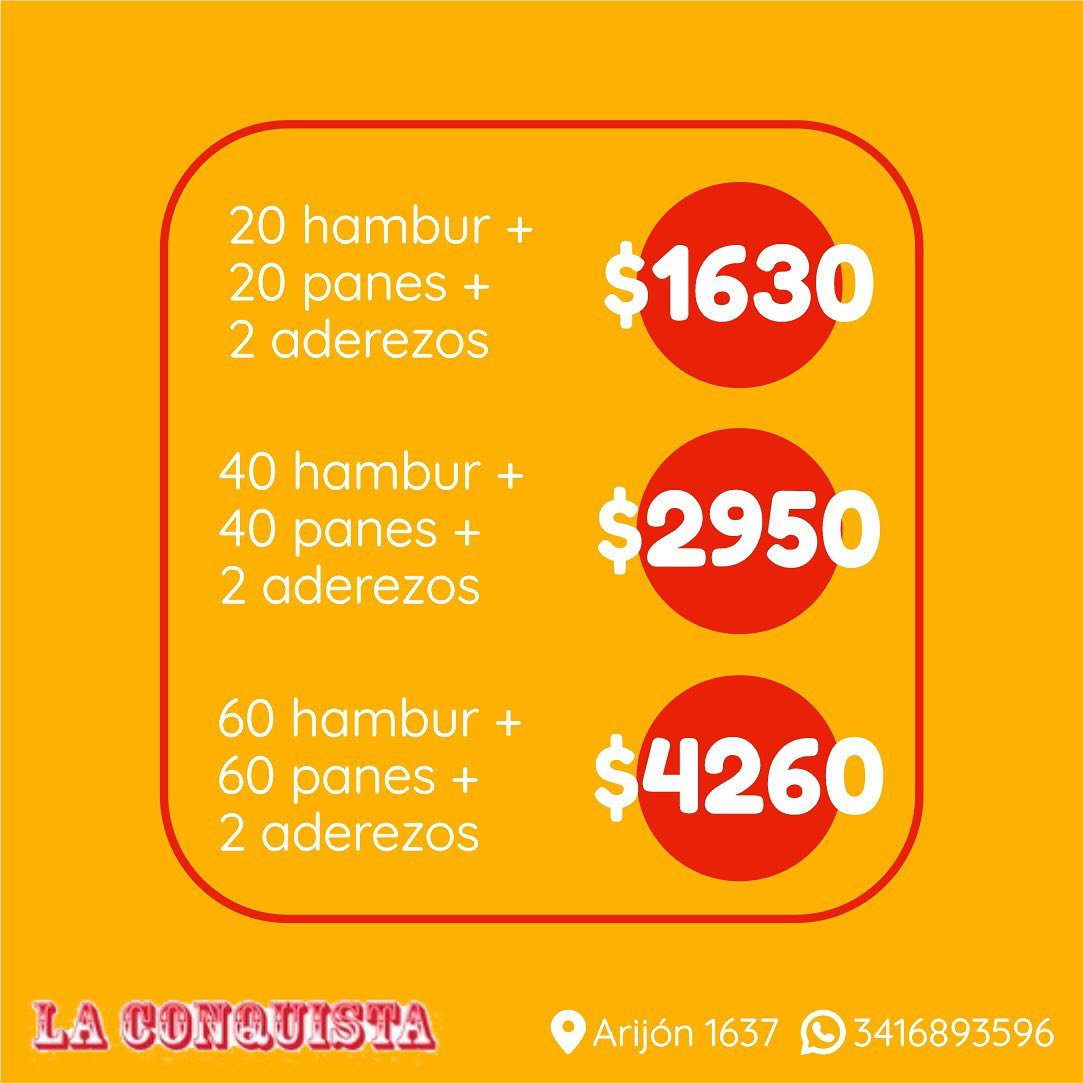 20 hambur +
20 panes +
2 aderezos
$1630
40 hambur +
40 panes +
2 aderezos
$2950
60 hambur +
60 panes +
2 aderezos
$4260
LA CONQUISTA
Arijón 1637 3416893596